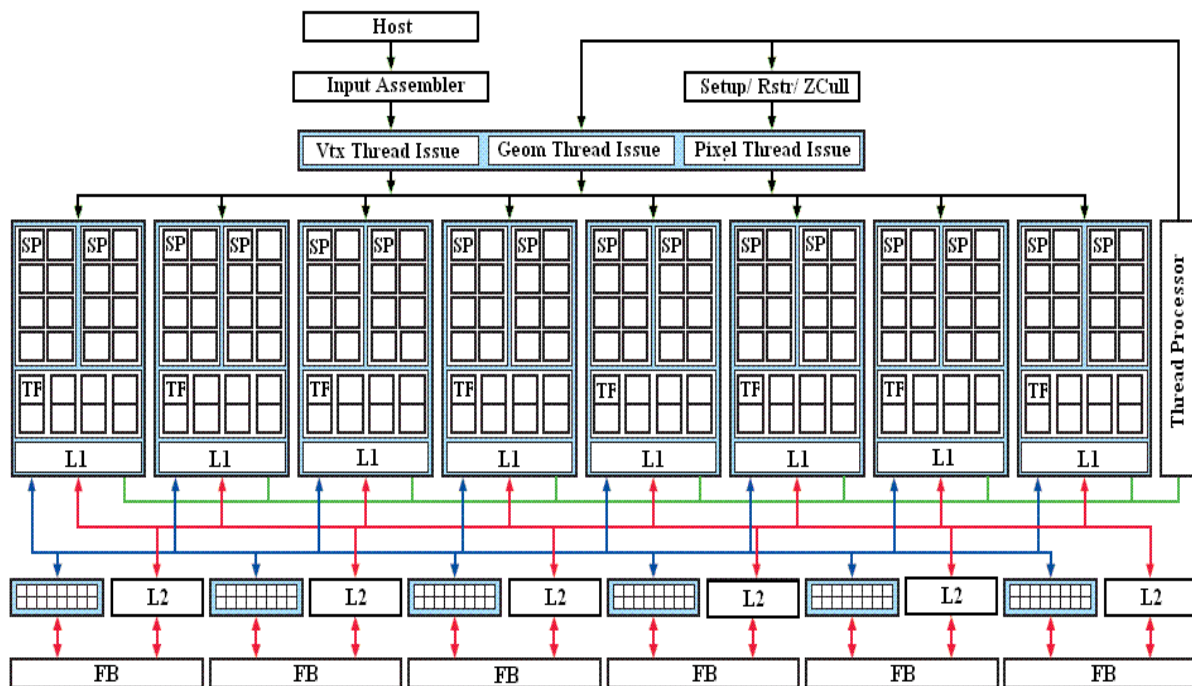 Host
Input Assembler
Setup/ Rstr/ ZCull
Vtx Thread Issue
Geom Thread Issue
Pixel Thread Issue
SP SP SP SP SP SP SP SP SP SP SP SP SP SP SP SP
TF TF TF TF TF TF TF TF
L1 L1 L1 L1 L1 L1 L1 L1
Thread Processor
L2 L2 L2 L2 L2 L2
FB FB FB FB FB FB